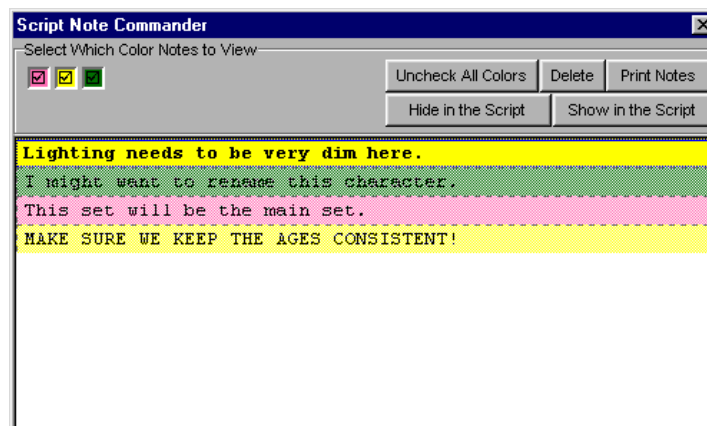 Script Note Commander
Select Which Color Notes to View
Uncheck All Colors Delete Print Notes
Hide in the Script Show in the Script
Lighting needs to be very dim here.
I might want to rename this character.
This set will be the main set.
MAKE SURE WE KEEP THE AGES CONSISTENT!